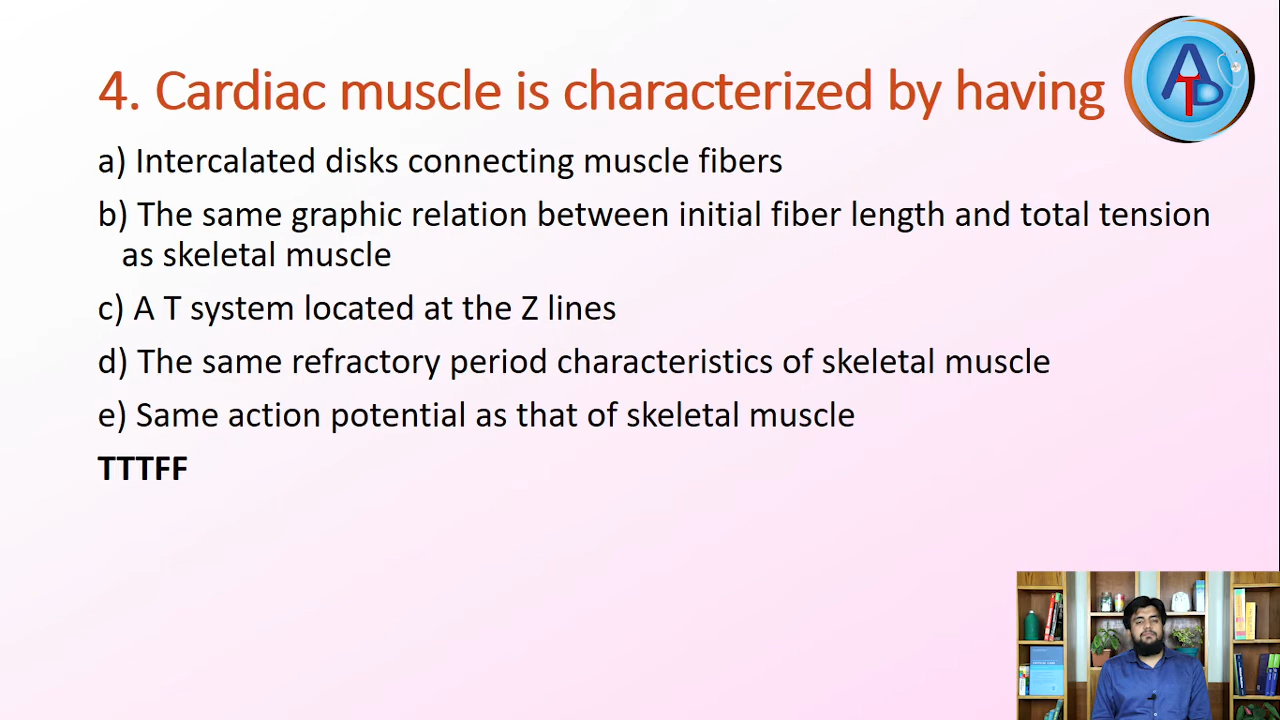 4. Cardiac muscle is characterized by having
ATD
a) Intercalated disks connecting muscle fibers
b) The same graphic relation between initial fiber length and total tension
as skeletal muscle
c) A T system located at the Z lines
d) The same refractory period characteristics of skeletal muscle
e) Same action potential as that of skeletal muscle
TTTFF